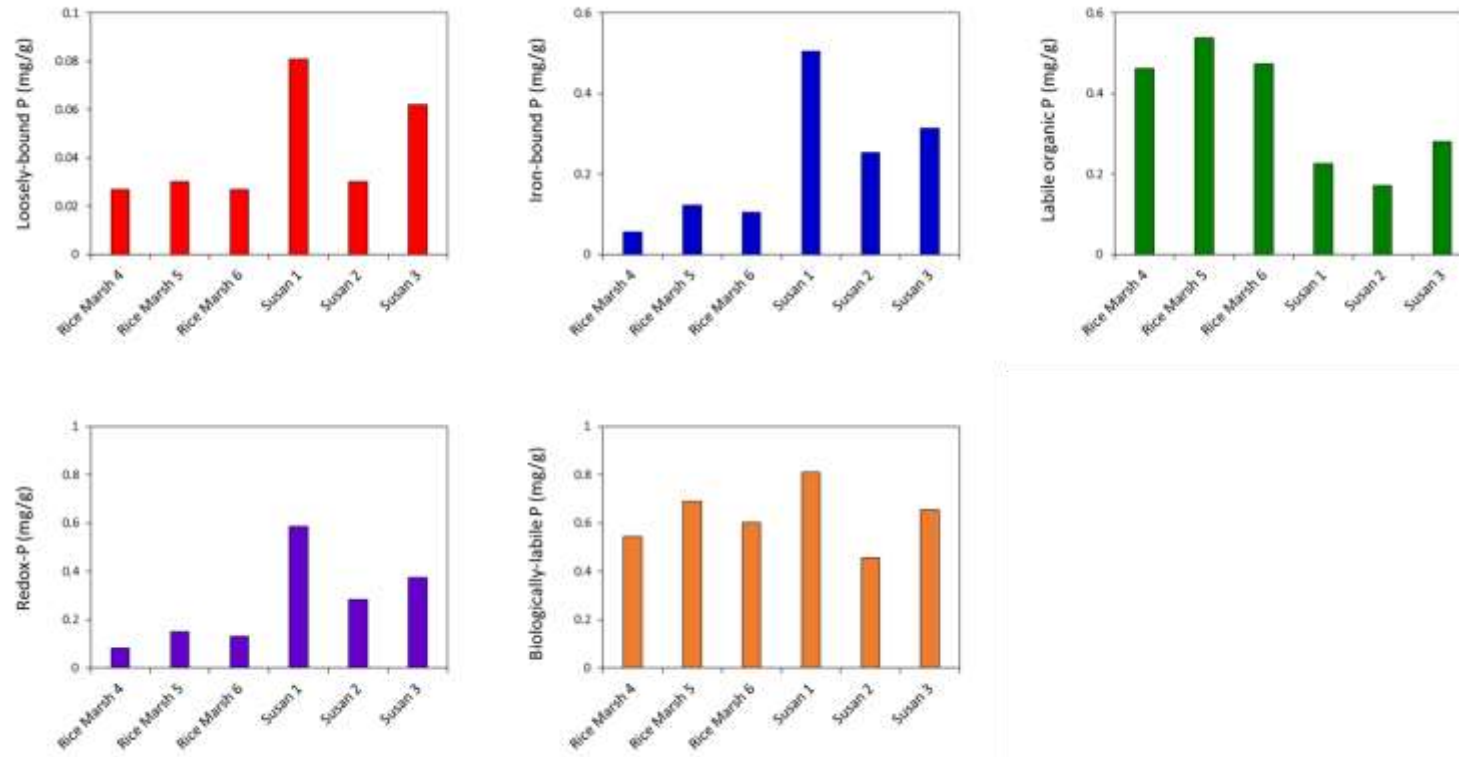 Loosely-bound P (mg/g)
0.1
0.08
0.06
0.04
0.02
0
Rice Marsh 4
Rice Marsh 5
Rice Marsh 6
Susan 1
Susan 2
Susan 3
Iron-bound P (mg/g)
0.6
0.4
0.2
0
Rice Marsh 4
Rice Marsh 5
Rice Marsh 6
Susan 1
Susan 2
Susan 3
Labile organic P (mg/g)
0.6
0.4
0.2
0
Rice Marsh 4
Rice Marsh 5
Rice Marsh 6
Susan 1
Susan 2
Susan 3
Redox-P (mg/g)
1
0.8
0.6
0.4
0.2
0
Rice Marsh 4
Rice Marsh 5
Rice Marsh 6
Susan 1
Susan 2
Susan 3
Biologically-labile P (mg/g)
1
0.8
0.6
0.4
0.2
0
Rice Marsh 4
Rice Marsh 5
Rice Marsh 6
Susan 1
Susan 2
Susan 3